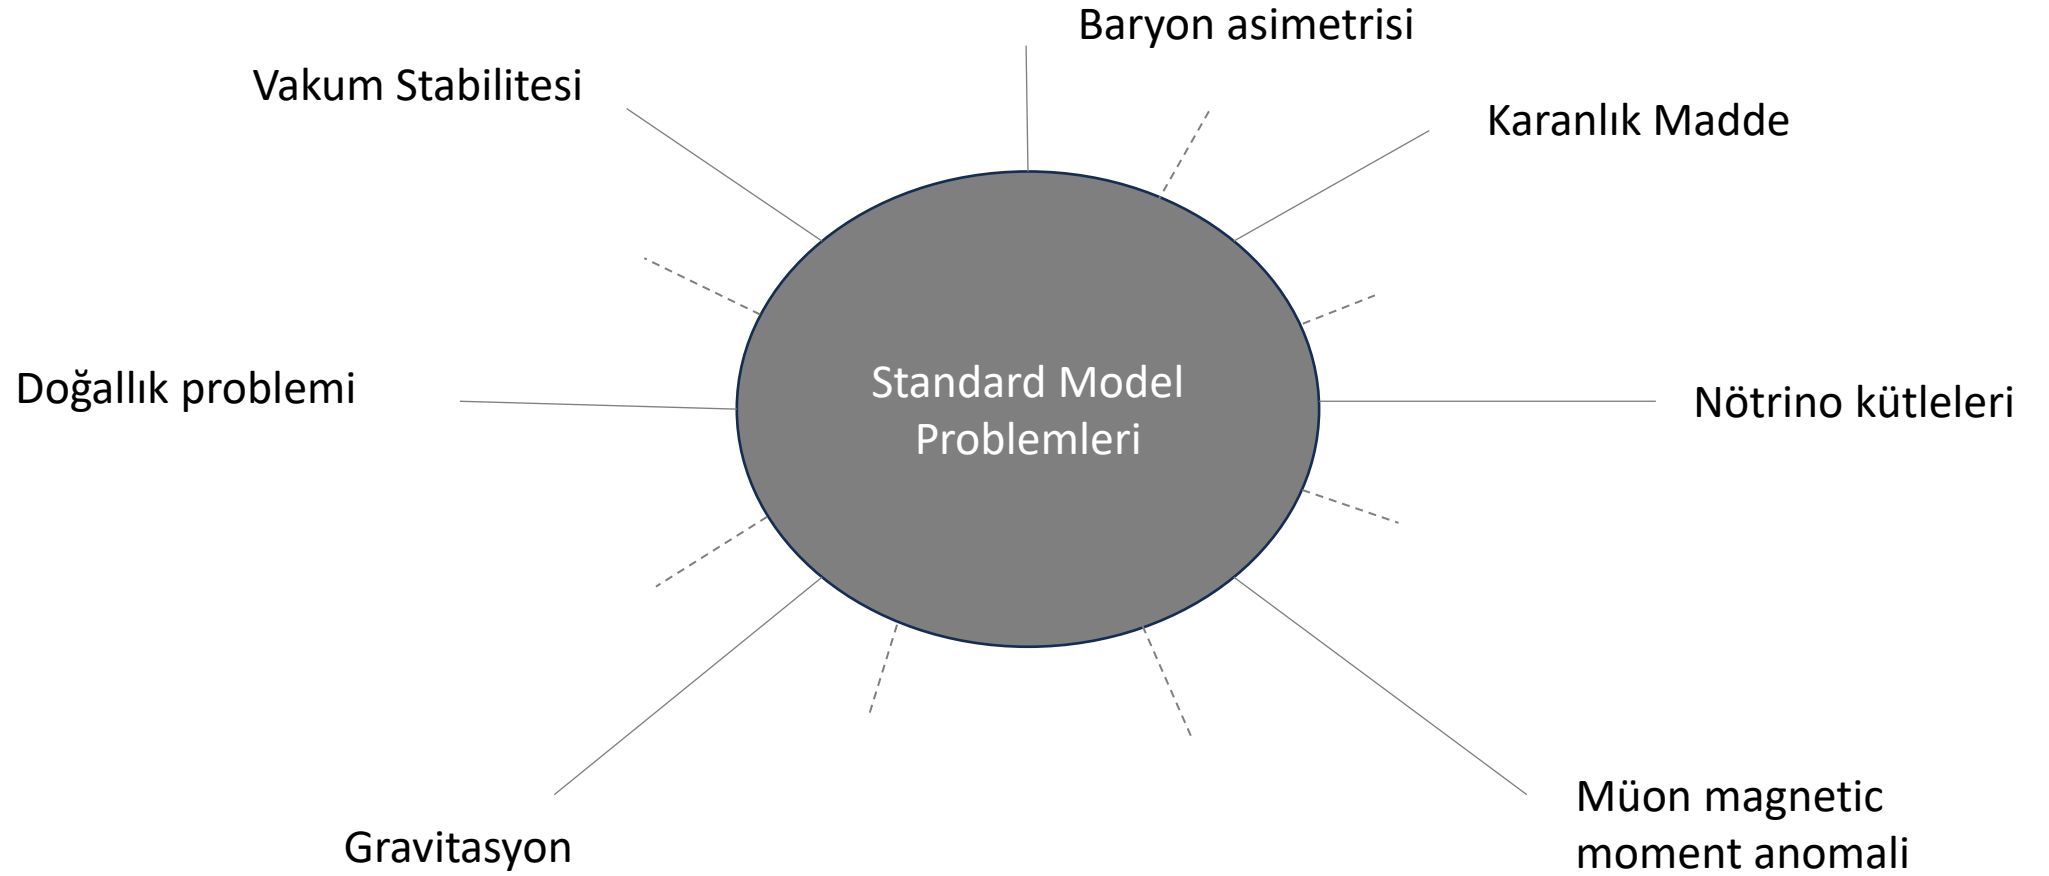 Baryon asimetrisi
Vakum Stabilitesi
Karanlık Madde
Doğallık problemi
Standard Model
Problemleri
Nötrino kütleleri
Gravitasyon
Müon magnetic
moment anomali